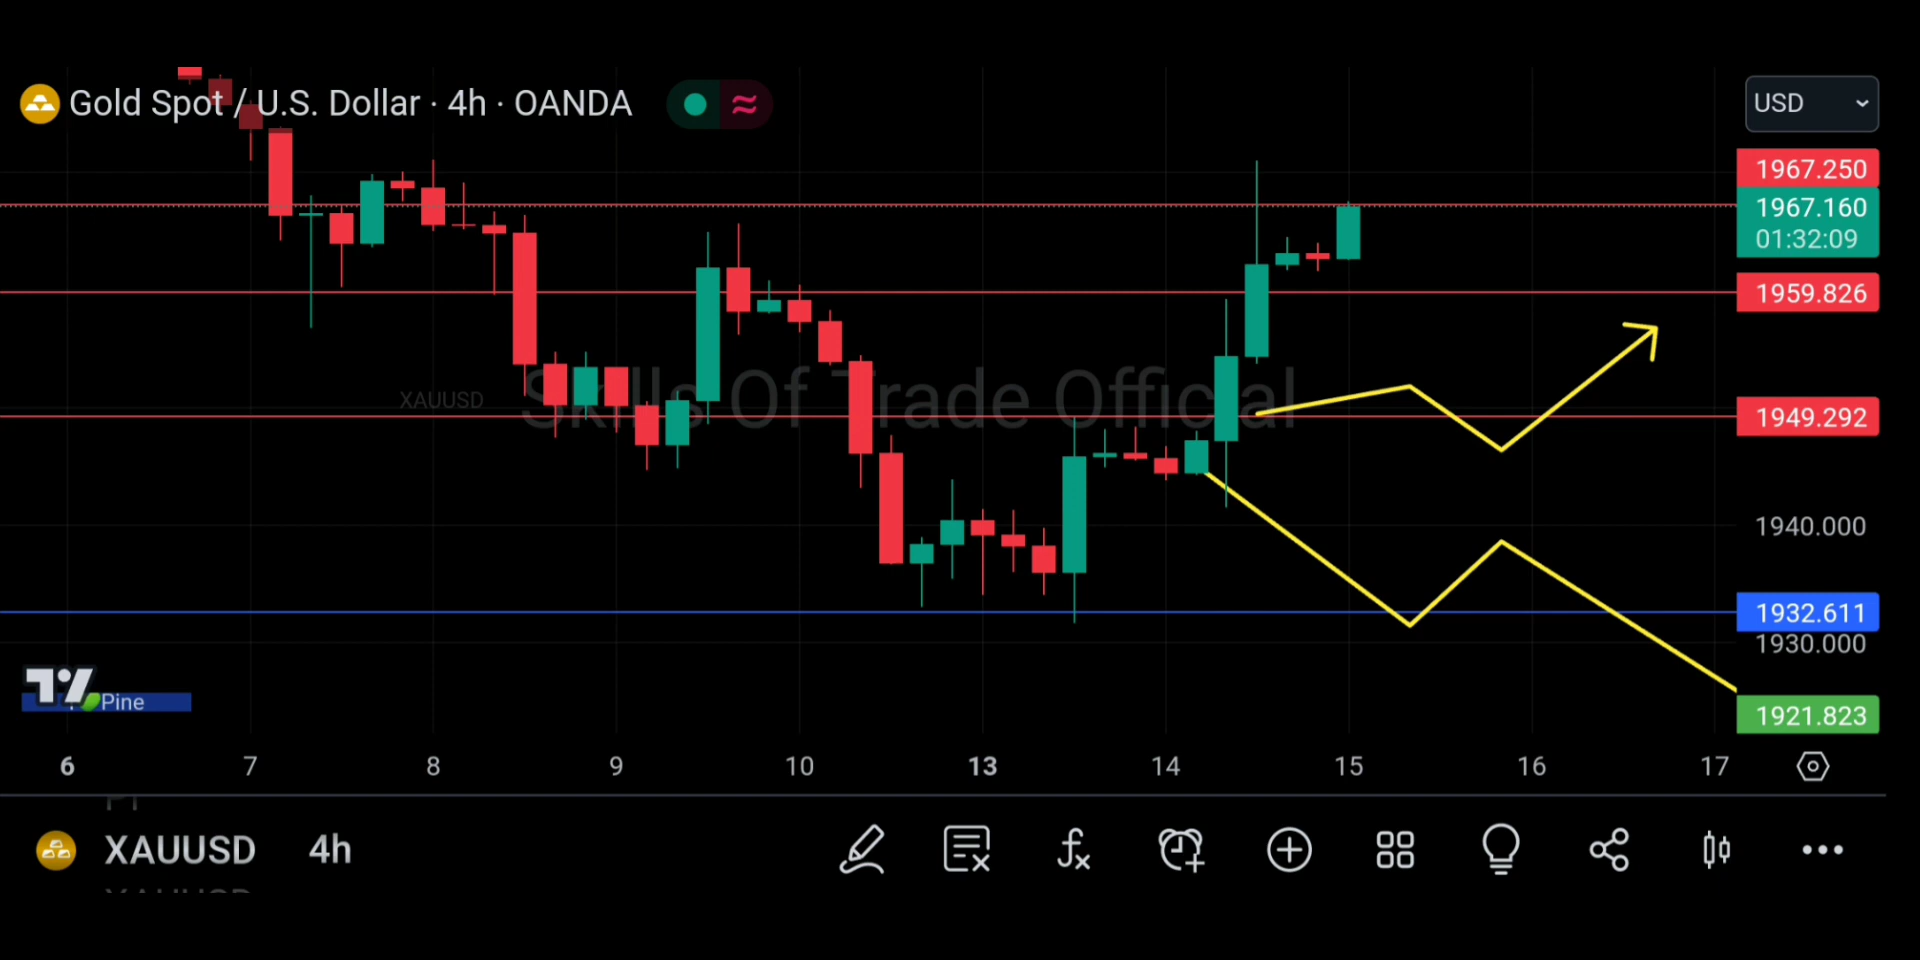 Gold Spot / U.S. Dollar · 4h · OANDA
USD
1967.250
1967.160
01:32:09
1959.826
XAUUSD
Skills Of Trade Official
1949.292
1940.000
1932.611
1930.000
Pine
1921.823
6 7 8 9 10 13 14 15 16 17
XAUUSD 4h